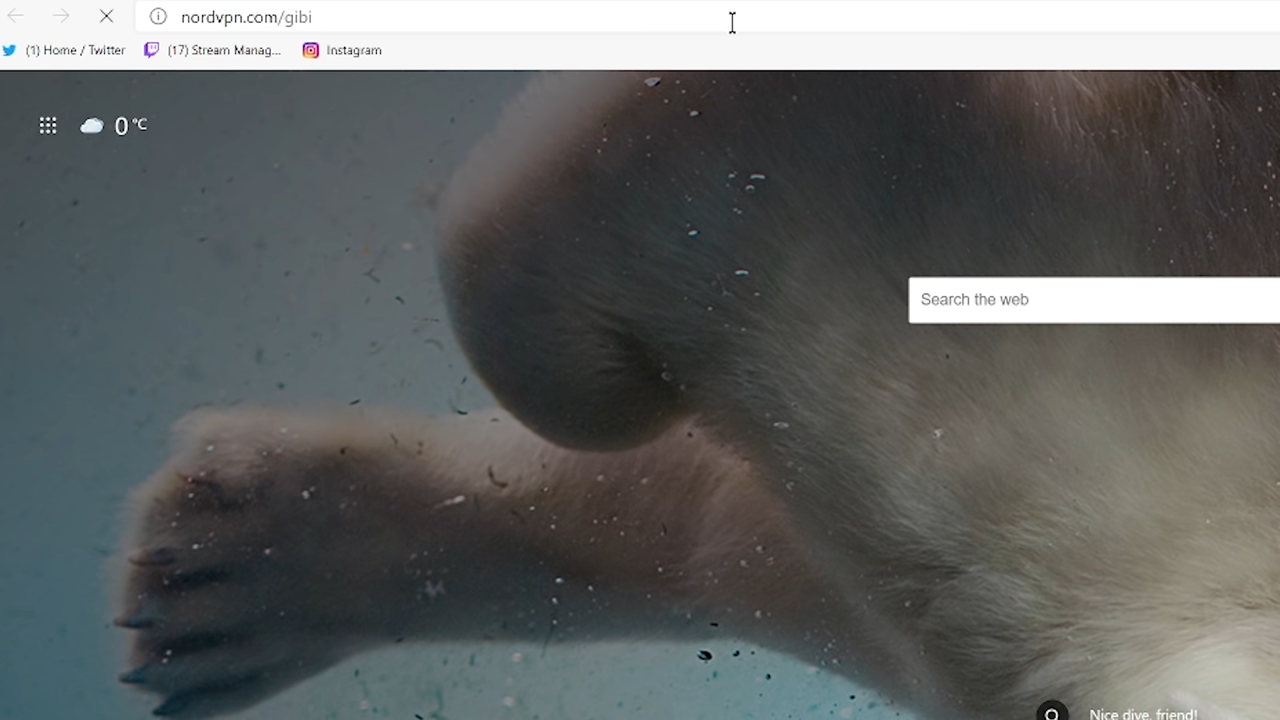 nordvpn.com/gibi
(1) Home / Twitter
(17) Stream Manag...
Instagram
0 °C
Search the web
Nice dive, friend!